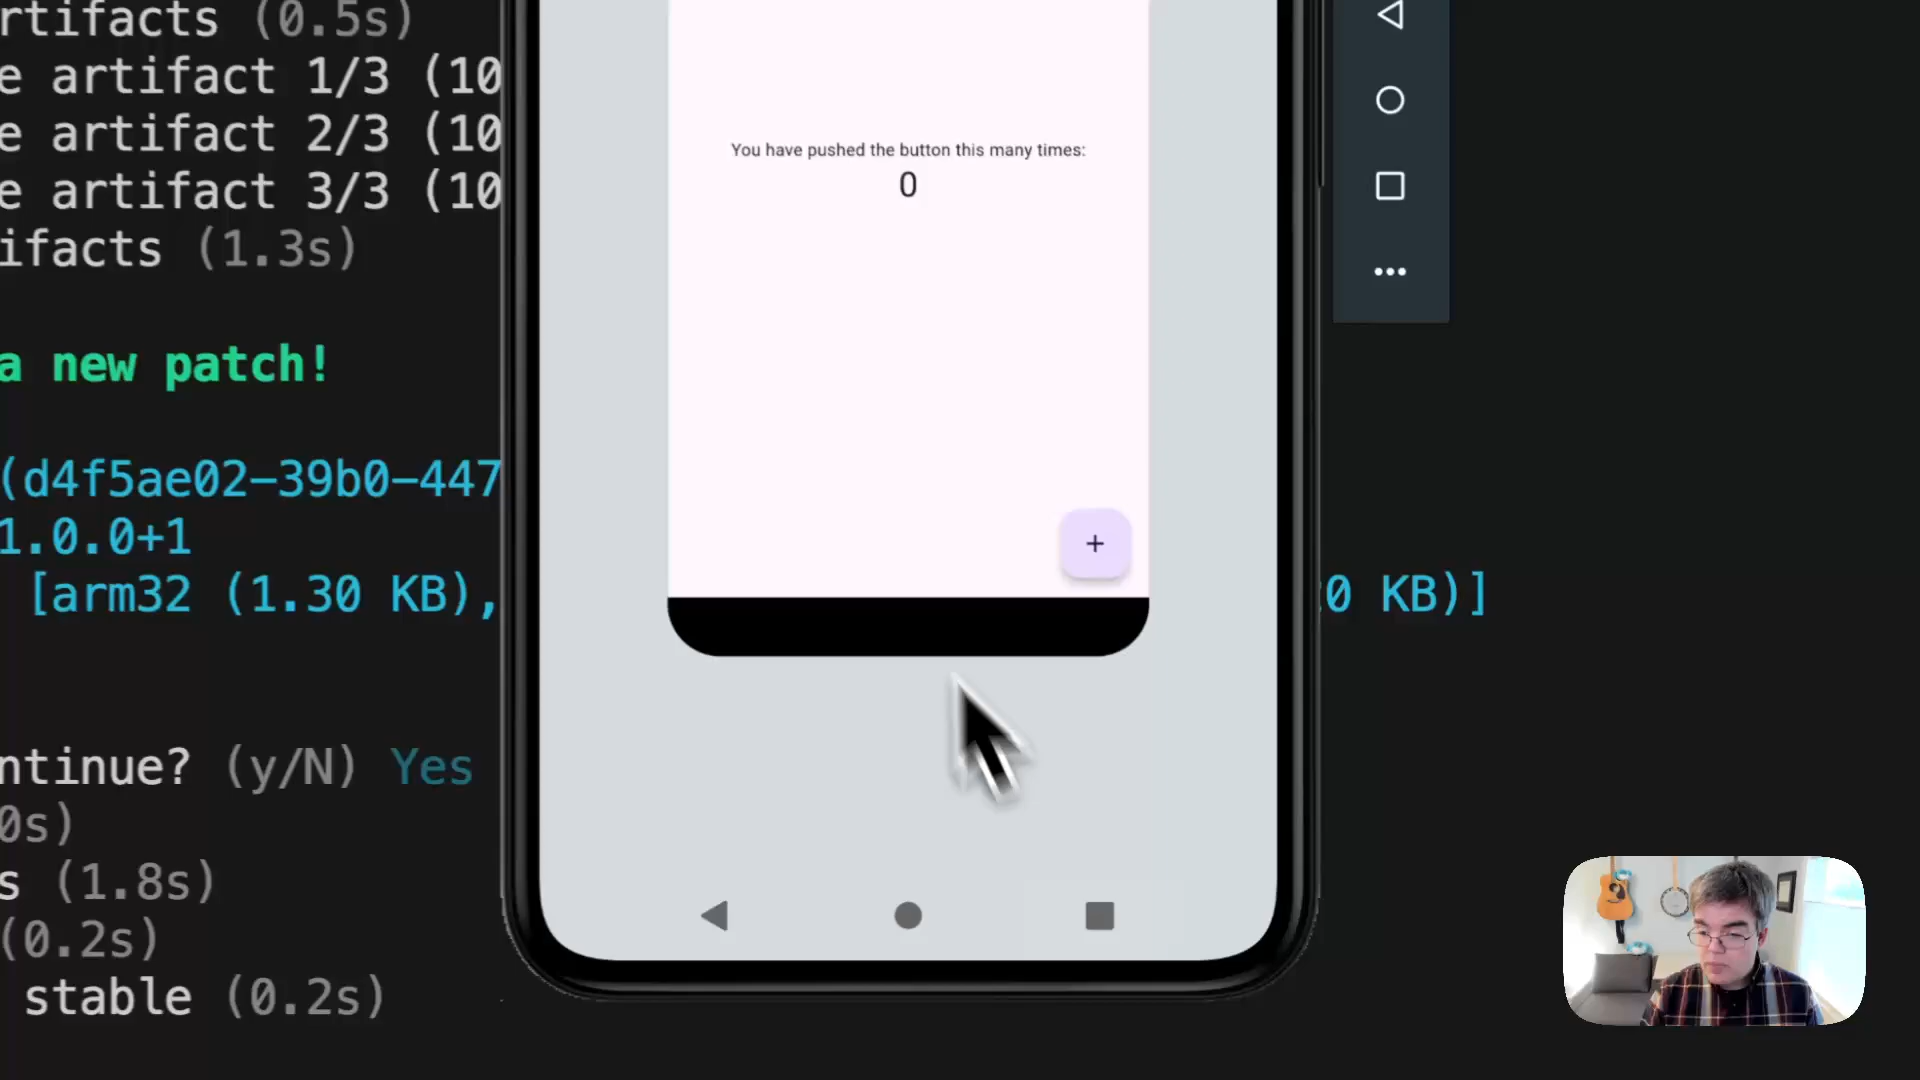 rtifacts (0.5s)
e artifact 1/3 (10
e artifact 2/3 (10
e artifact 3/3 (10
ifacts (1.3s)
a new patch!
(d4f5ae02-39b0-447
1.0.0+1
[arm32 (1.30 KB), 0 KB)]
ntinue? (y/N) Yes
0s)
s (1.8s)
(0.2s)
stable (0.2s)
You have pushed the button this many times:
0
+